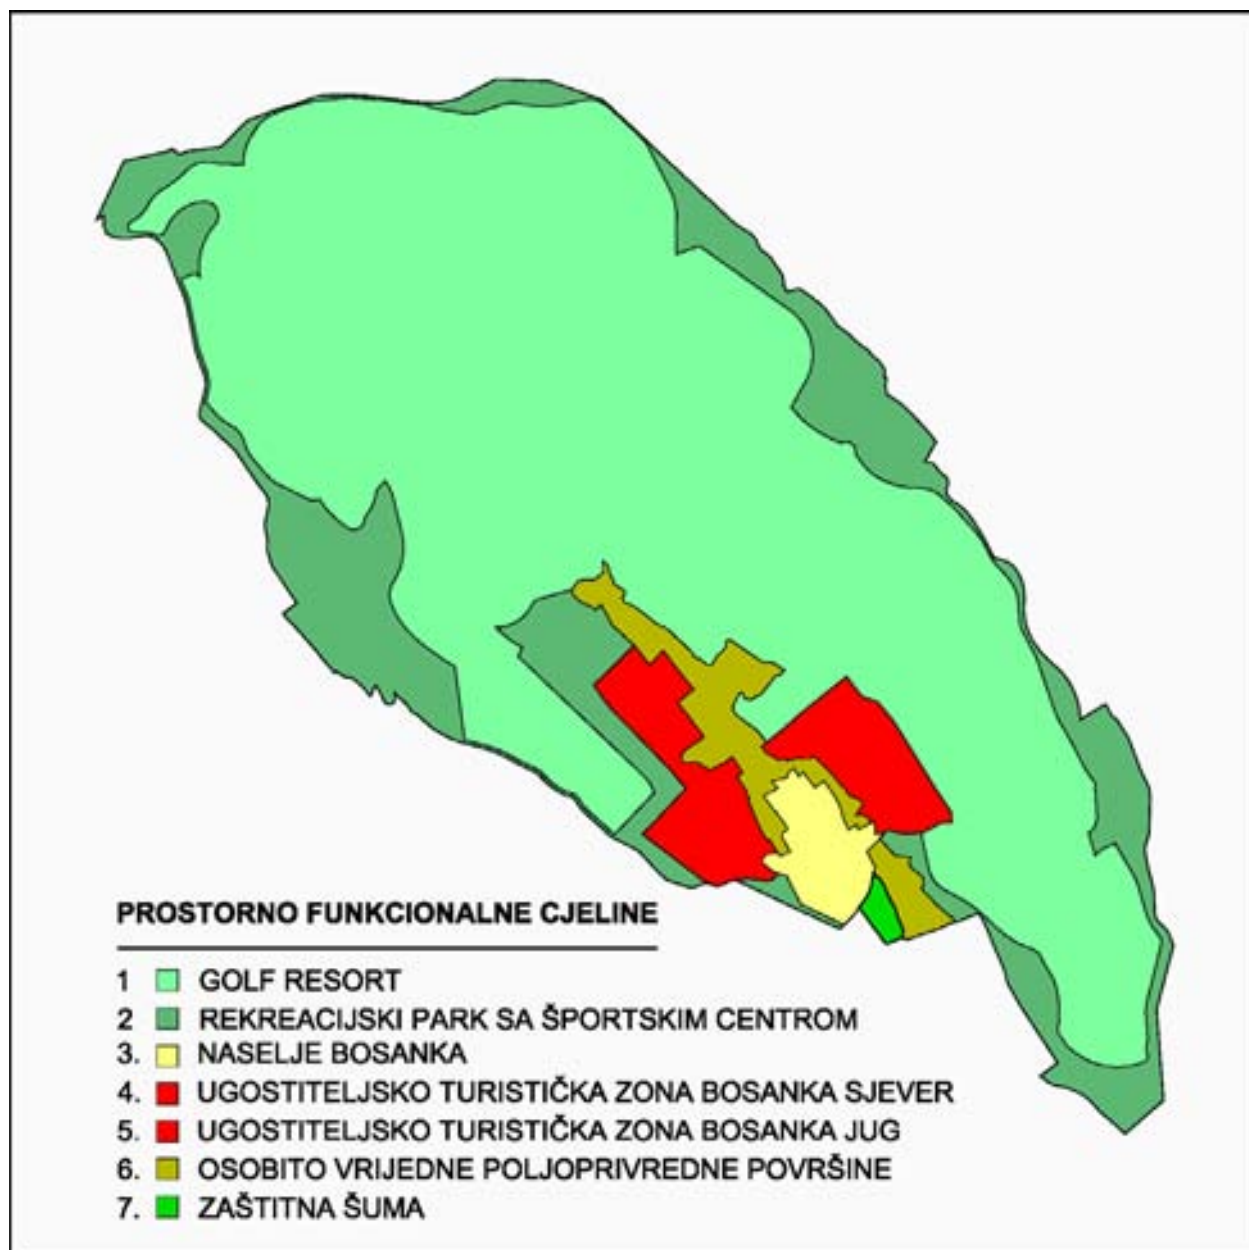 PROSTORNO FUNKCIONALNE CJELINE
1 GOLF RESORT
2 REKREACIJSKI PARK SA ŠPORTSKIM CENTROM
3. NASELJE BOSANKA
4. UGOSTITELJSKO TURISTIČKA ZONA BOSANKA SJEVER
5. UGOSTITELJSKO TURISTIČKA ZONA BOSANKA JUG
6. OSOBITO VRIJEDNE POLJOPRIVREDNE POVRŠINE
7. ZAŠTITNA ŠUMA